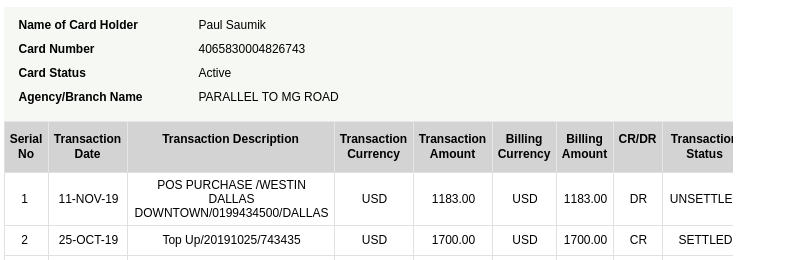 Name of Card Holder Paul Saumik
Card Number 4065830004826743
Card Status Active
Agency/Branch Name PARALLEL TO MG ROAD
Serial No Transaction Date Transaction Description Transaction Currency Transaction Amount Billing Currency Billing Amount CR/DR Transaction Status
1 11-NOV-19 POS PURCHASE /WESTIN DALLAS DOWNTOWN/0199434500/DALLAS USD 1183.00 USD 1183.00 DR UNSETTLE
2 25-OCT-19 Top Up/20191025/743435 USD 1700.00 USD 1700.00 CR SETTLED